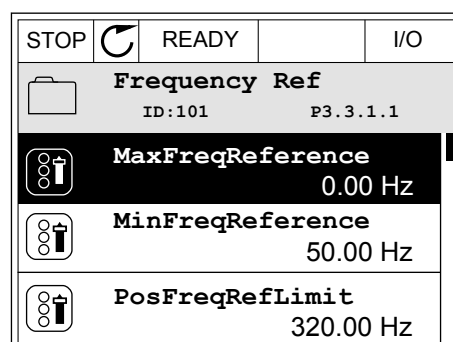 STOP READY I/O
Frequency Ref
ID:101 P3.3.1.1
MaxFreqReference
0.00 Hz
MinFreqReference
50.00 Hz
PosFreqRefLimit
320.00 Hz